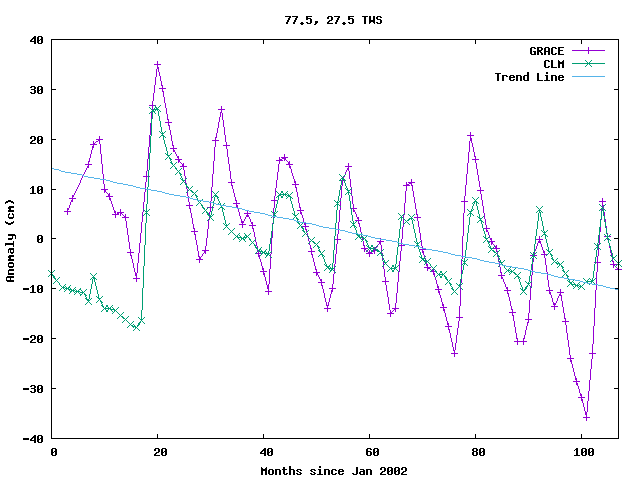 77.5, 27.5 TWS
GRACE
CLM
Trend Line
40
30
20
10
0
-10
-20
-30
-40
Anomaly (cm)
0 20 40 60 80 100
Months since Jan 2002